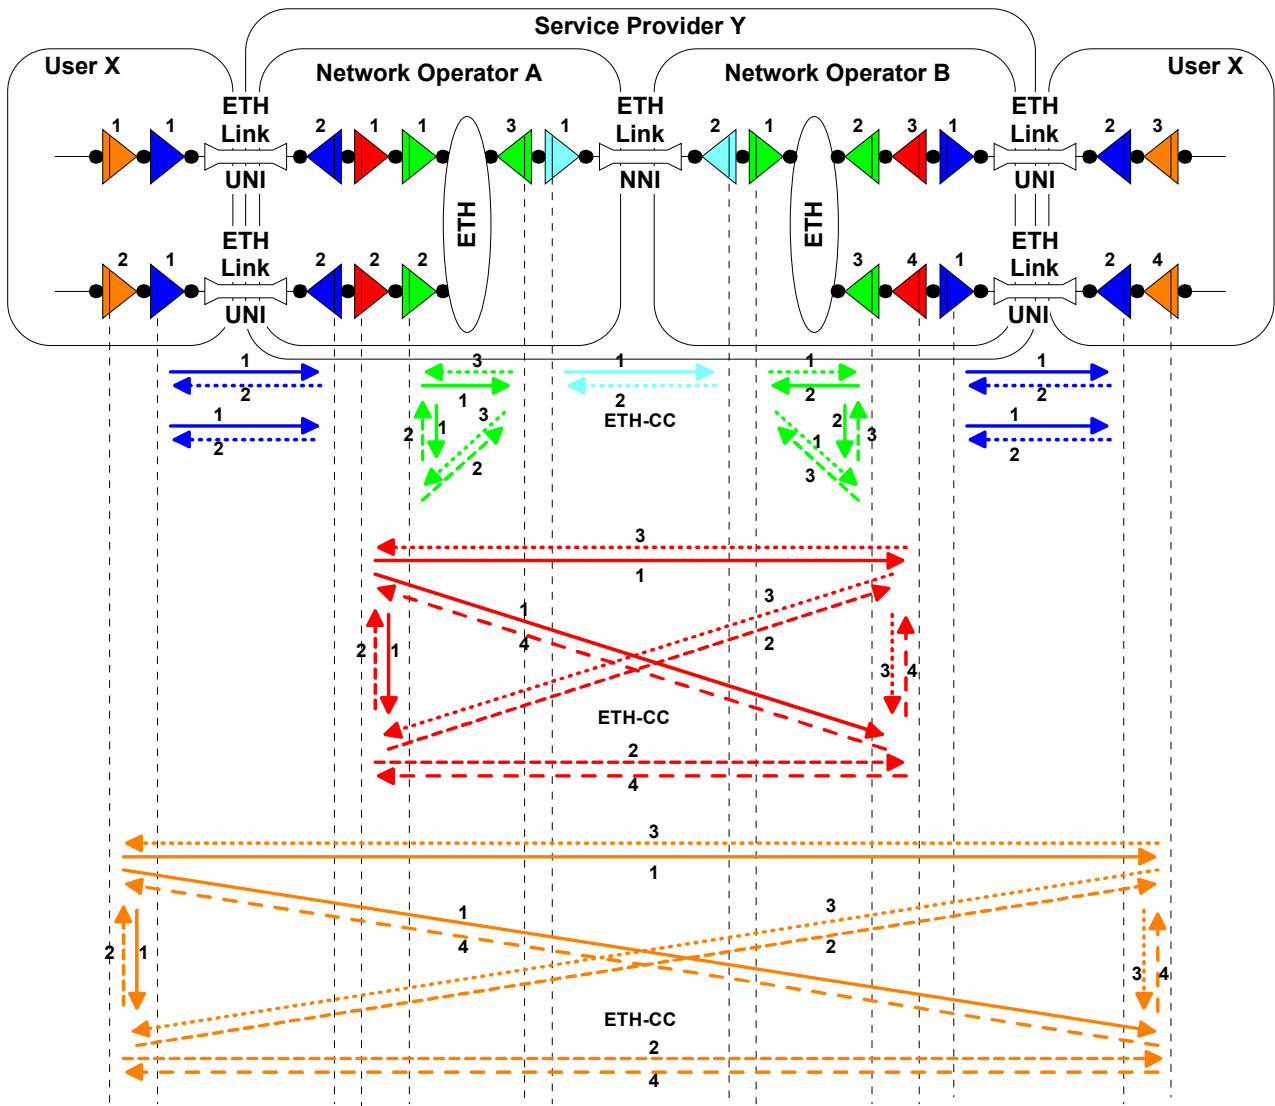 Service Provider Y
User X
Network Operator A
Network Operator B
User X
ETH
Link
UNI
ETH
Link
NNI
ETH
Link
UNI
1 1 2 1 1 3 1 2 1 2 3 1 2 3
ETH
ETH
ETH
Link
UNI
ETH
Link
UNI
2 1 2 2 2 3 4 1 2 4
1 3 1 1 1
2 1 2 2 2
1 2 1 3 2 1 3 1
2 2 ETH-CC 3 2
3
1
1 3
4 2
2 1 3 4
ETH-CC
2
4
3
1
1 3
4 2
2 1 3 4
ETH-CC
2
4